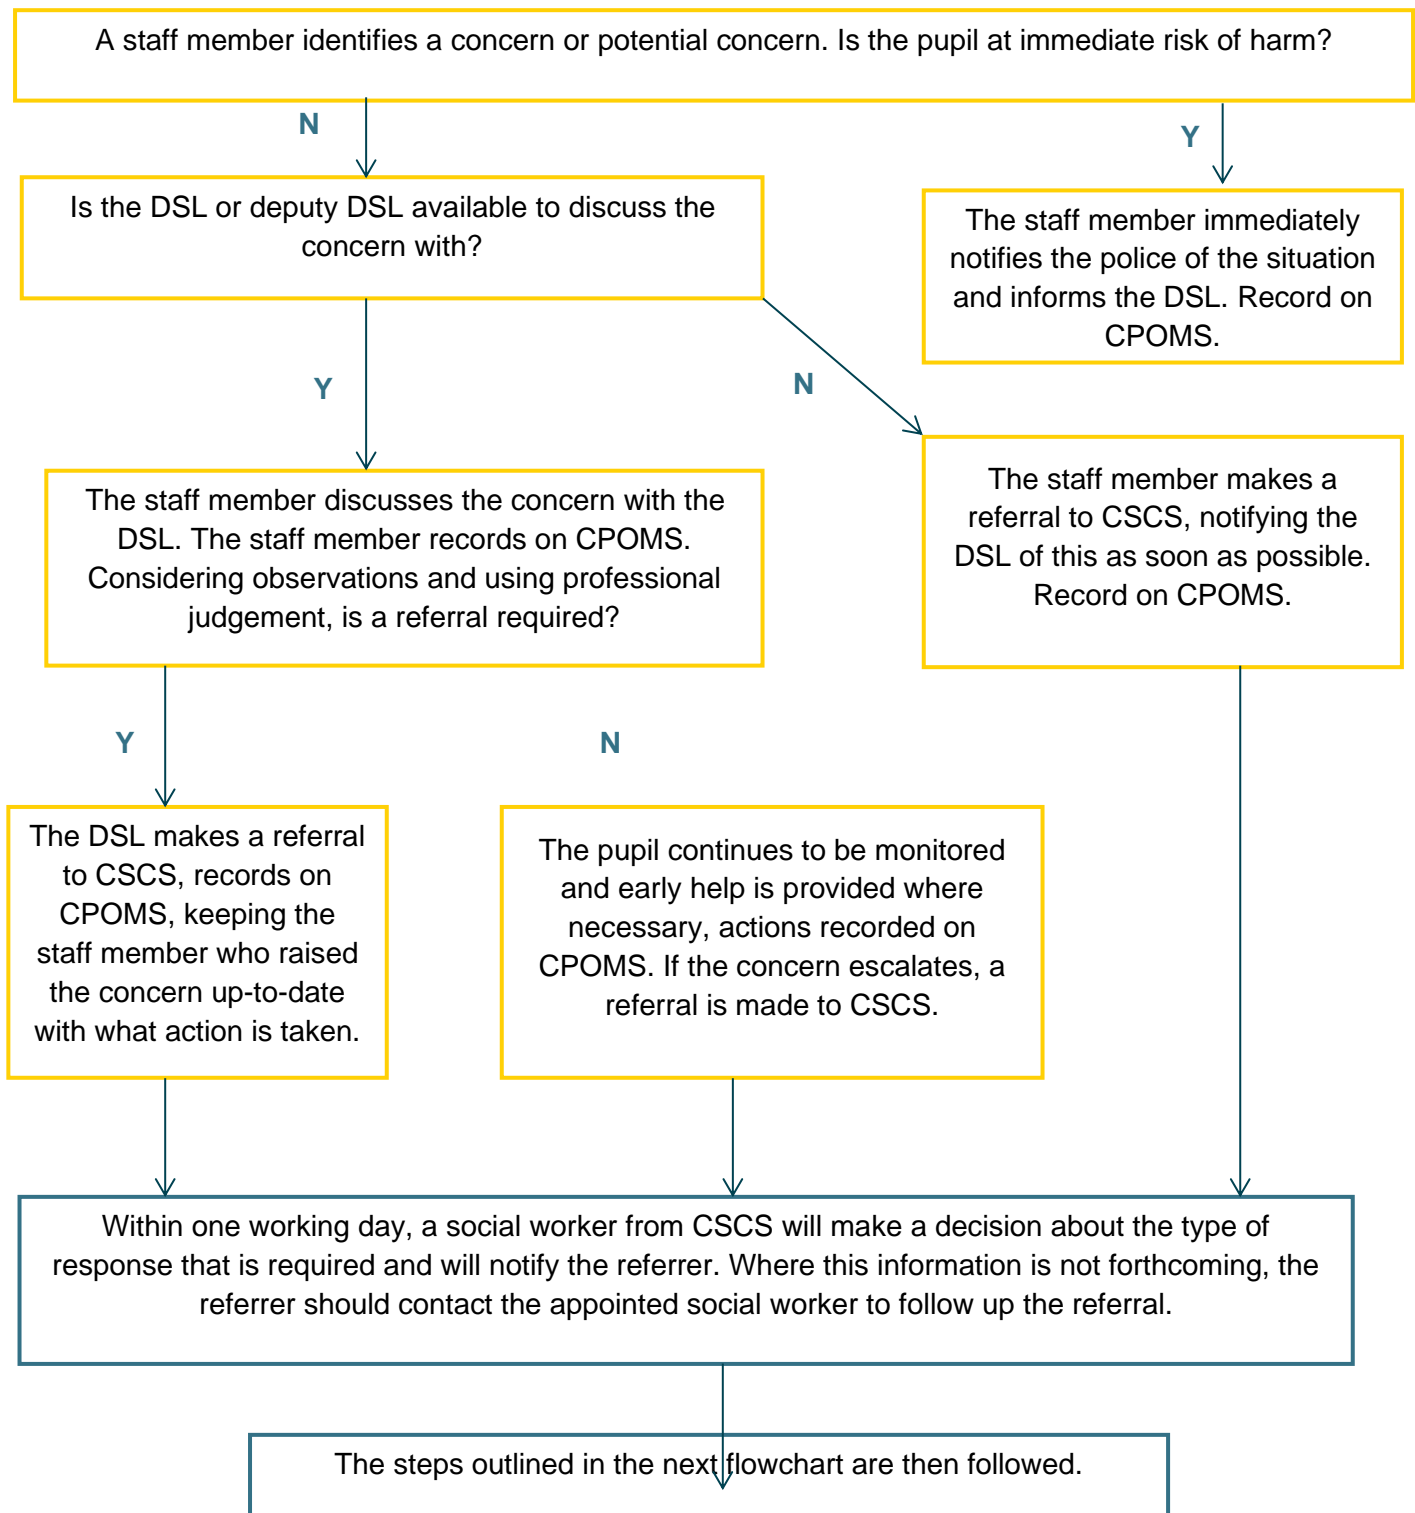 A staff member identifies a concern or potential concern. Is the pupil at immediate risk of harm?
N
Y
Is the DSL or deputy DSL available to discuss the
concern with?
The staff member immediately
notifies the police of the situation
and informs the DSL. Record on
CPOMS.
Y
N
The staff member discusses the concern with the
DSL. The staff member records on CPOMS.
Considering observations and using professional
judgement, is a referral required?
The staff member makes a
referral to CSCS, notifying the
DSL of this as soon as possible.
Record on CPOMS.
Y
N
The DSL makes a referral
to CSCS, records on
CPOMS, keeping the
staff member who raised
the concern up-to-date
with what action is taken.
The pupil continues to be monitored
and early help is provided where
necessary, actions recorded on
CPOMS. If the concern escalates, a
referral is made to CSCS.
Within one working day, a social worker from CSCS will make a decision about the type of
response that is required and will notify the referrer. Where this information is not forthcoming, the
referrer should contact the appointed social worker to follow up the referral.
The steps outlined in the next flowchart are then followed.